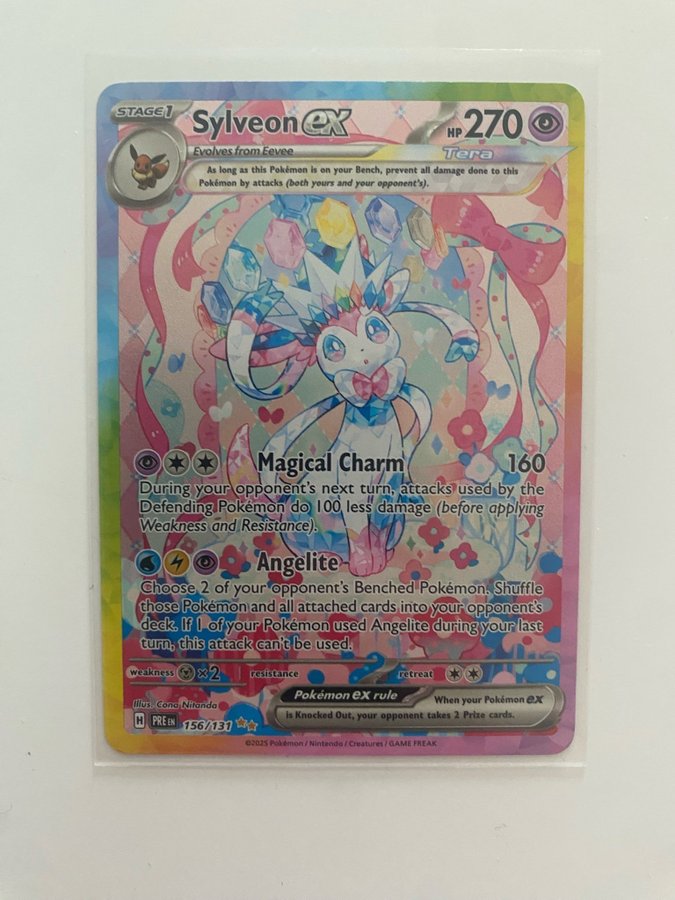 STAGE 1
Sylveon ex
HP 270
Evolves from Eevee
Tera
As long as this Pokémon is on your Bench, prevent all damage done to this
Pokémon by attacks (both yours and your opponent's).
Magical Charm 160
During your opponent's next turn, attacks used by the
Defending Pokémon do 100 less damage (before applying
Weakness and Resistance).
Angelite
Choose 2 of your opponent's Benched Pokémon. Shuffle
those Pokémon and all attached cards into your opponent's
deck. If 1 of your Pokémon used Angelite during your last
turn, this attack can't be used.
weakness ×2 resistance retreat
Illus. Cona Nitanda
Pokémon ex rule
When your Pokémon ex
is Knocked Out, your opponent takes 2 Prize cards.
H PRE EN 156/131
©2025 Pokémon / Nintendo / Creatures / GAME FREAK